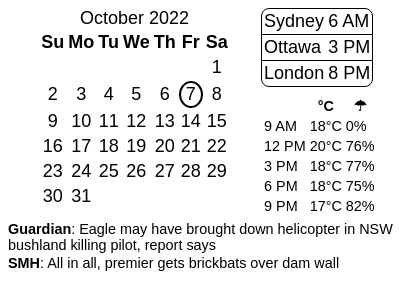 October 2022
Su Mo Tu We Th Fr Sa
1
2 3 4 5 6 7 8
9 10 11 12 13 14 15
16 17 18 19 20 21 22
23 24 25 26 27 28 29
30 31
Sydney 6 AM
Ottawa 3 PM
London 8 PM
°C ☂
9 AM 18°C 0%
12 PM 20°C 76%
3 PM 18°C 77%
6 PM 18°C 75%
9 PM 17°C 82%
Guardian: Eagle may have brought down helicopter in NSW
bushland killing pilot, report says
SMH: All in all, premier gets brickbats over dam wall